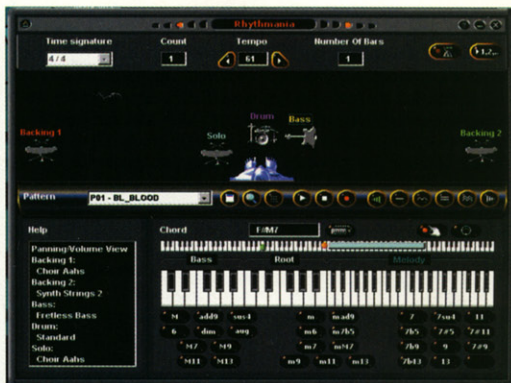 Rhythmania
Time signature Count Tempo Number Of Bars
4/4 1 61 1
Drum Bass
Backing 1 Solo Backing 2
Pattern P01 - BL_BLOOD
Help Chord F#M7
Panning/Volume View
Backing 1:
Choir Aahs
Backing 2:
Synth Strings 2
Bass:
Fretless Bass
Drum:
Standard
Solo:
Choir Aahs
Bass Root Melody
M add9 sus4 m mad9 7 7su4 11
6 dim aug m6 m7b5 7b5 7#5 7#11
M7 M9 m7 mM7 7b9 9 7#9
M11 M13 m9 m11 m13 7b13 13